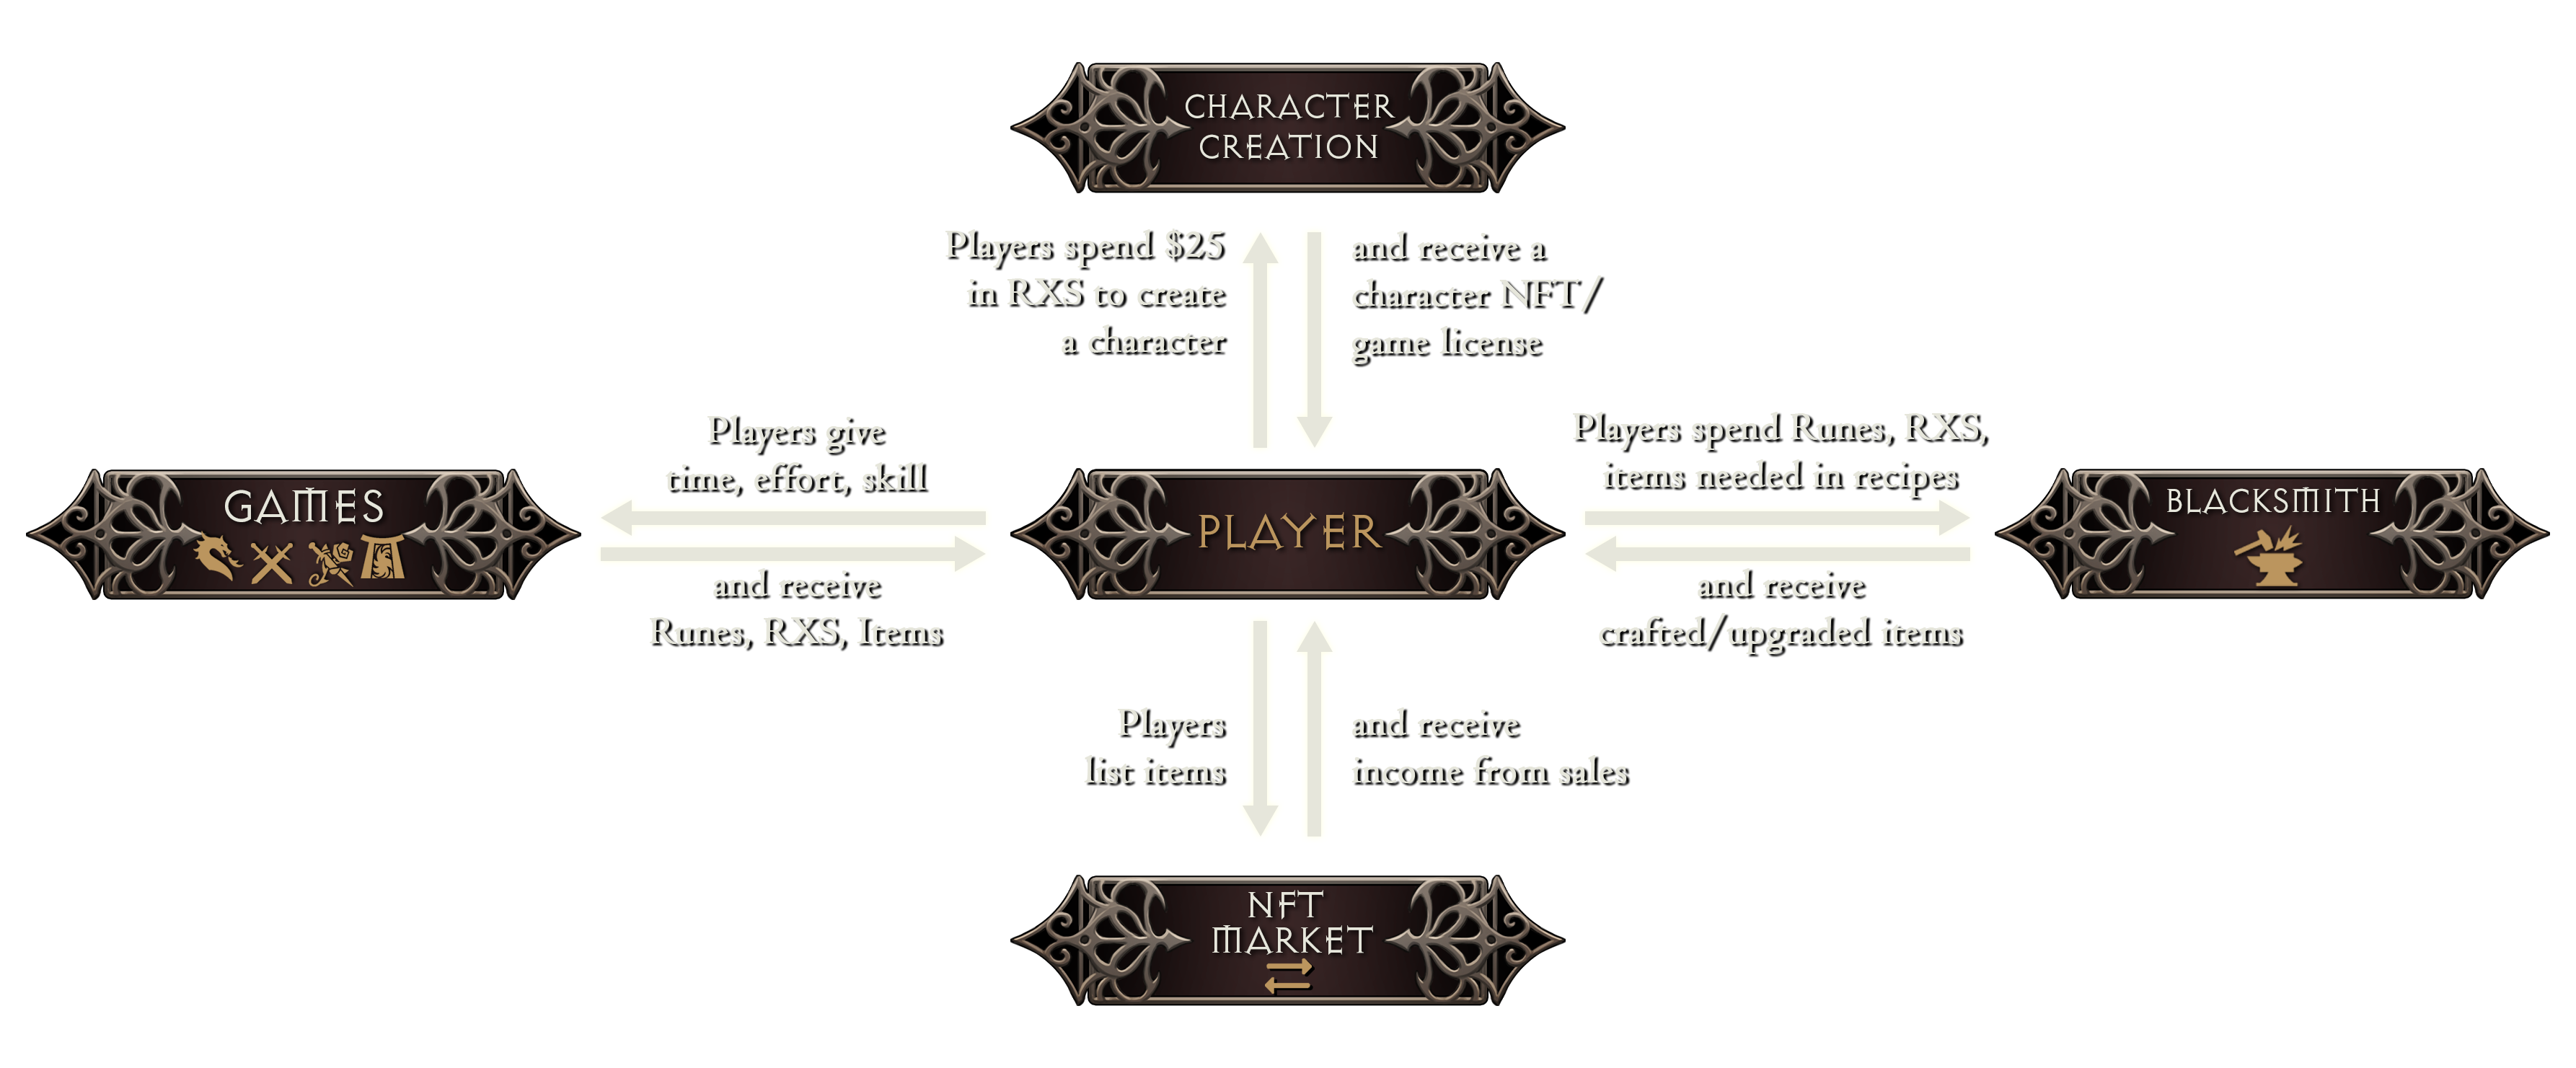 CHARACTER
CREATION
Players spend $25
in RXS to create
a character
and receive a
character NFT/
game license
Players give
time, effort, skill
GAMES
and receive
Runes, RXS, Items
PLAYER
Players spend Runes, RXS,
items needed in recipes
BLACKSMITH
and receive
crafted/upgraded items
Players
list items
and receive
income from sales
NFT
MARKET